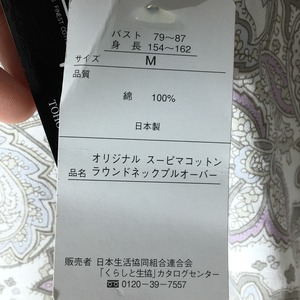 バスト 79～87
身 長 154～162
サイズ M
品質
綿 100%
日本製
オリジナル スーピマコットン
品名 ラウンドネックプルオーバー
販売者 日本生活協同組合連合会
「くらしと生協」カタログセンター
0120-39-7557
TOHO